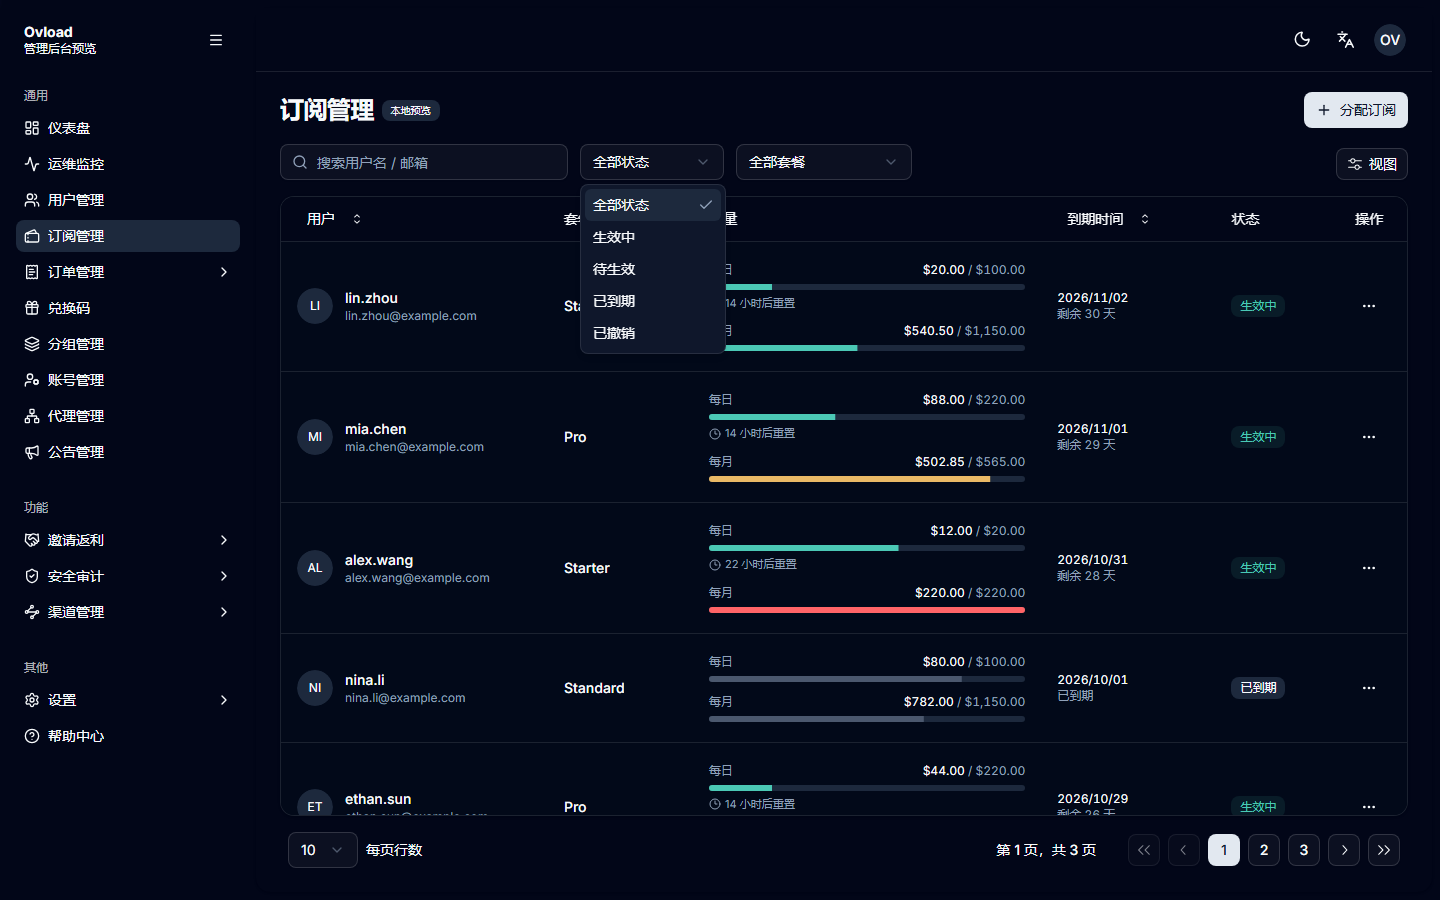 Ovload
管理后台预览
通用
仪表盘
运维监控
用户管理
订阅管理
订单管理
兑换码
分组管理
账号管理
代理管理
公告管理
功能
邀请返利
安全审计
渠道管理
其他
设置
帮助中心
OV
订阅管理 本地预览
分配订阅
搜索用户名 / 邮箱
全部状态
全部套餐
视图
全部状态
生效中
待生效
已到期
已撤销
用户
到期时间
状态
操作
LI
lin.zhou
lin.zhou@example.com
$20.00 / $100.00
14 小时后重置
$540.50 / $1,150.00
2026/11/02
剩余 30 天
生效中
MI
mia.chen
mia.chen@example.com
Pro
每日 $88.00 / $220.00
14 小时后重置
每月 $502.85 / $565.00
2026/11/01
剩余 29 天
生效中
AL
alex.wang
alex.wang@example.com
Starter
每日 $12.00 / $20.00
22 小时后重置
每月 $220.00 / $220.00
2026/10/31
剩余 28 天
生效中
NI
nina.li
nina.li@example.com
Standard
每日 $80.00 / $100.00
每月 $782.00 / $1,150.00
2026/10/01
已到期
已到期
ET
ethan.sun
Pro
每日 $44.00 / $220.00
14 小时后重置
2026/10/29
生效中
10 每页行数
第 1 页，共 3 页
1
2
3